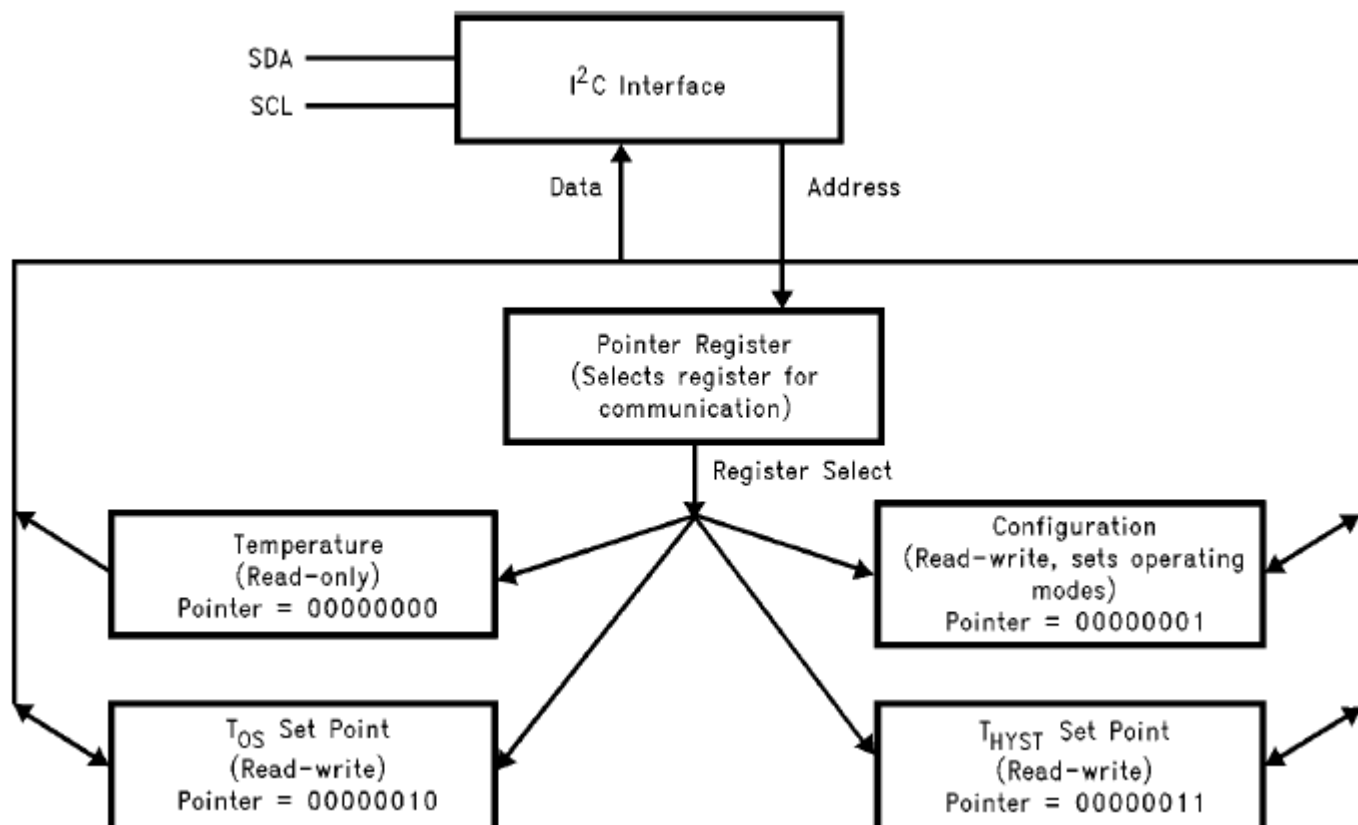 SDA
SCL
I²C Interface
Data
Address
Pointer Register
(Selects register for
communication)
Register Select
Temperature
(Read-only)
Pointer = 00000000
Configuration
(Read-write, sets operating
modes)
Pointer = 00000001
T_OS Set Point
(Read-write)
Pointer = 00000010
T_HYST Set Point
(Read-write)
Pointer = 00000011